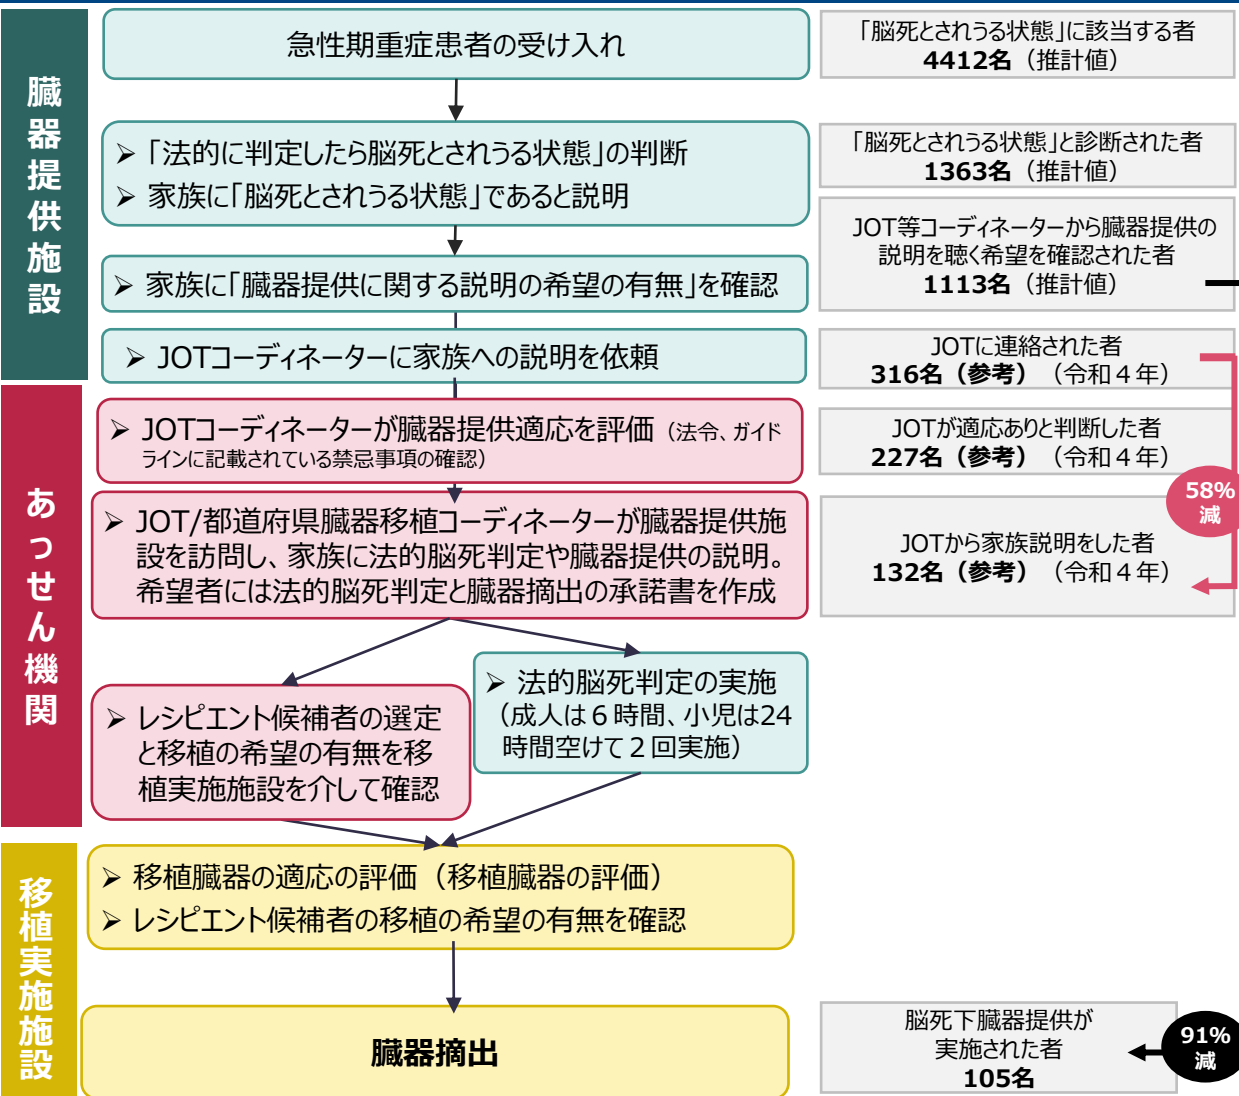 臓器提供施設
急性期重症患者の受け入れ
「脳死とされうる状態」に該当する者
4412名（推計値）
➢ 「法的に判定したら脳死とされうる状態」の判断
➢ 家族に「脳死とされうる状態」であると説明
「脳死とされうる状態」と診断された者
1363名（推計値）
➢ 家族に「臓器提供に関する説明の希望の有無」を確認
JOT等コーディネーターから臓器提供の
説明を聴く希望を確認された者
1113名（推計値）
➢ JOTコーディネーターに家族への説明を依頼
JOTに連絡された者
316名（参考）（令和４年）
あっせん機関
➢ JOTコーディネーターが臓器提供適応を評価（法令、ガイド
ラインに記載されている禁忌事項の確認）
JOTが適応ありと判断した者
227名（参考）（令和４年）
58%
減
➢ JOT/都道府県臓器移植コーディネーターが臓器提供施
設を訪問し、家族に法的脳死判定や臓器提供の説明。
希望者には法的脳死判定と臓器摘出の承諾書を作成
JOTから家族説明をした者
132名（参考）（令和４年）
➢ レシピエント候補者の選定
と移植の希望の有無を移
植実施施設を介して確認
➢ 法的脳死判定の実施
（成人は６時間、小児は24
時間空けて２回実施）
移植実施施設
➢ 移植臓器の適応の評価（移植臓器の評価）
➢ レシピエント候補者の移植の希望の有無を確認
臓器摘出
脳死下臓器提供が
実施された者
105名
91%
減